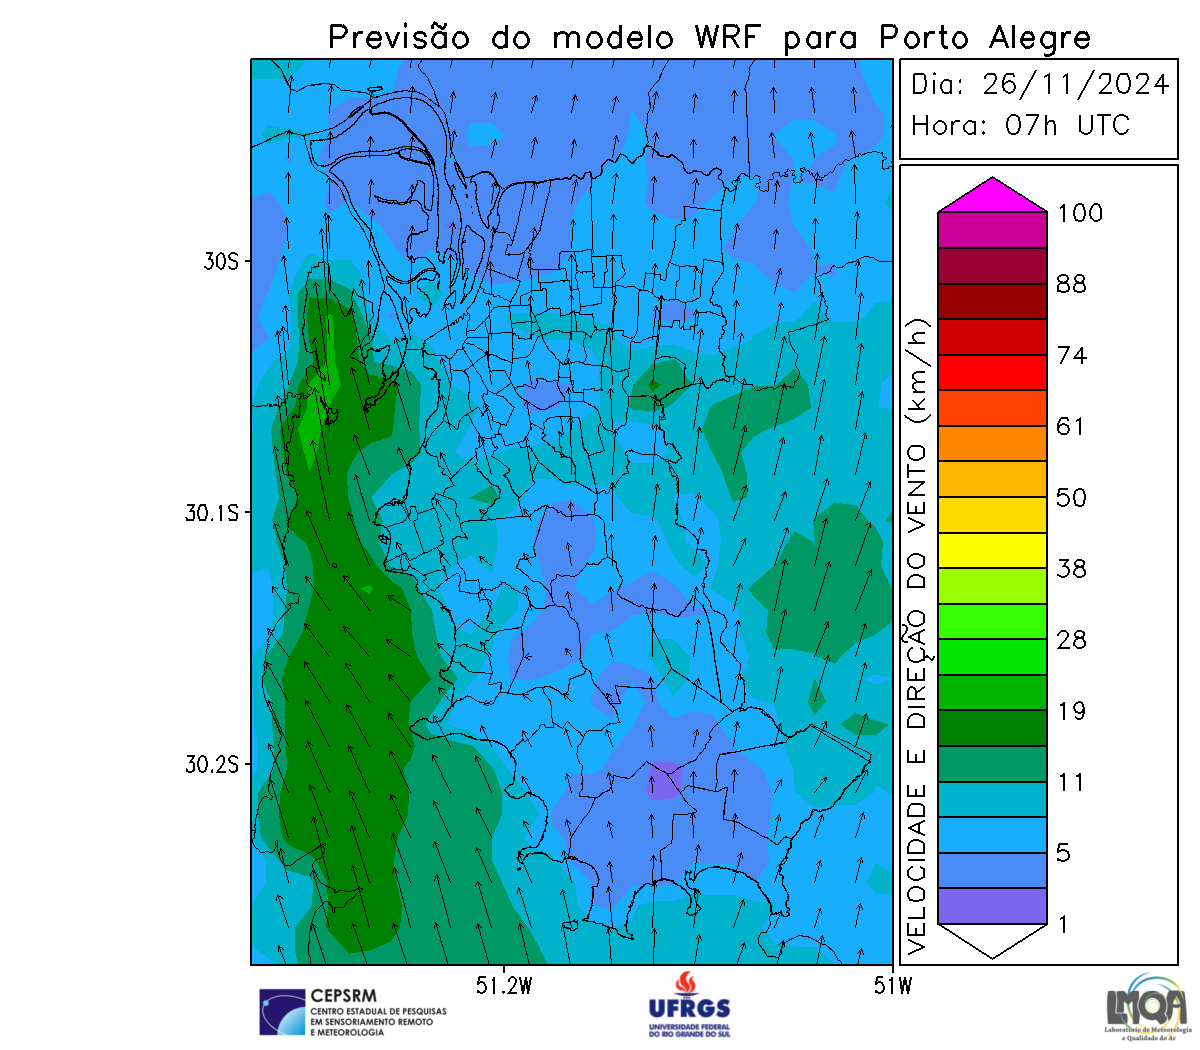 Previsão do modelo WRF para Porto Alegre
Dia: 26/11/2024
Hora: 07h UTC
100
88
74
61
50
38
28
19
11
5
1
VELOCIDADE E DIREÇÃO DO VENTO (km/h)
30S
30.1S
30.2S
51.2W
51W
CEPSRM
CENTRO ESTADUAL DE PESQUISAS
EM SENSORIAMENTO REMOTO
E METEOROLOGIA
UFRGS
UNIVERSIDADE FEDERAL
DO RIO GRANDE DO SUL
LMQA
Laboratório de Meteorologia
e Qualidade do Ar